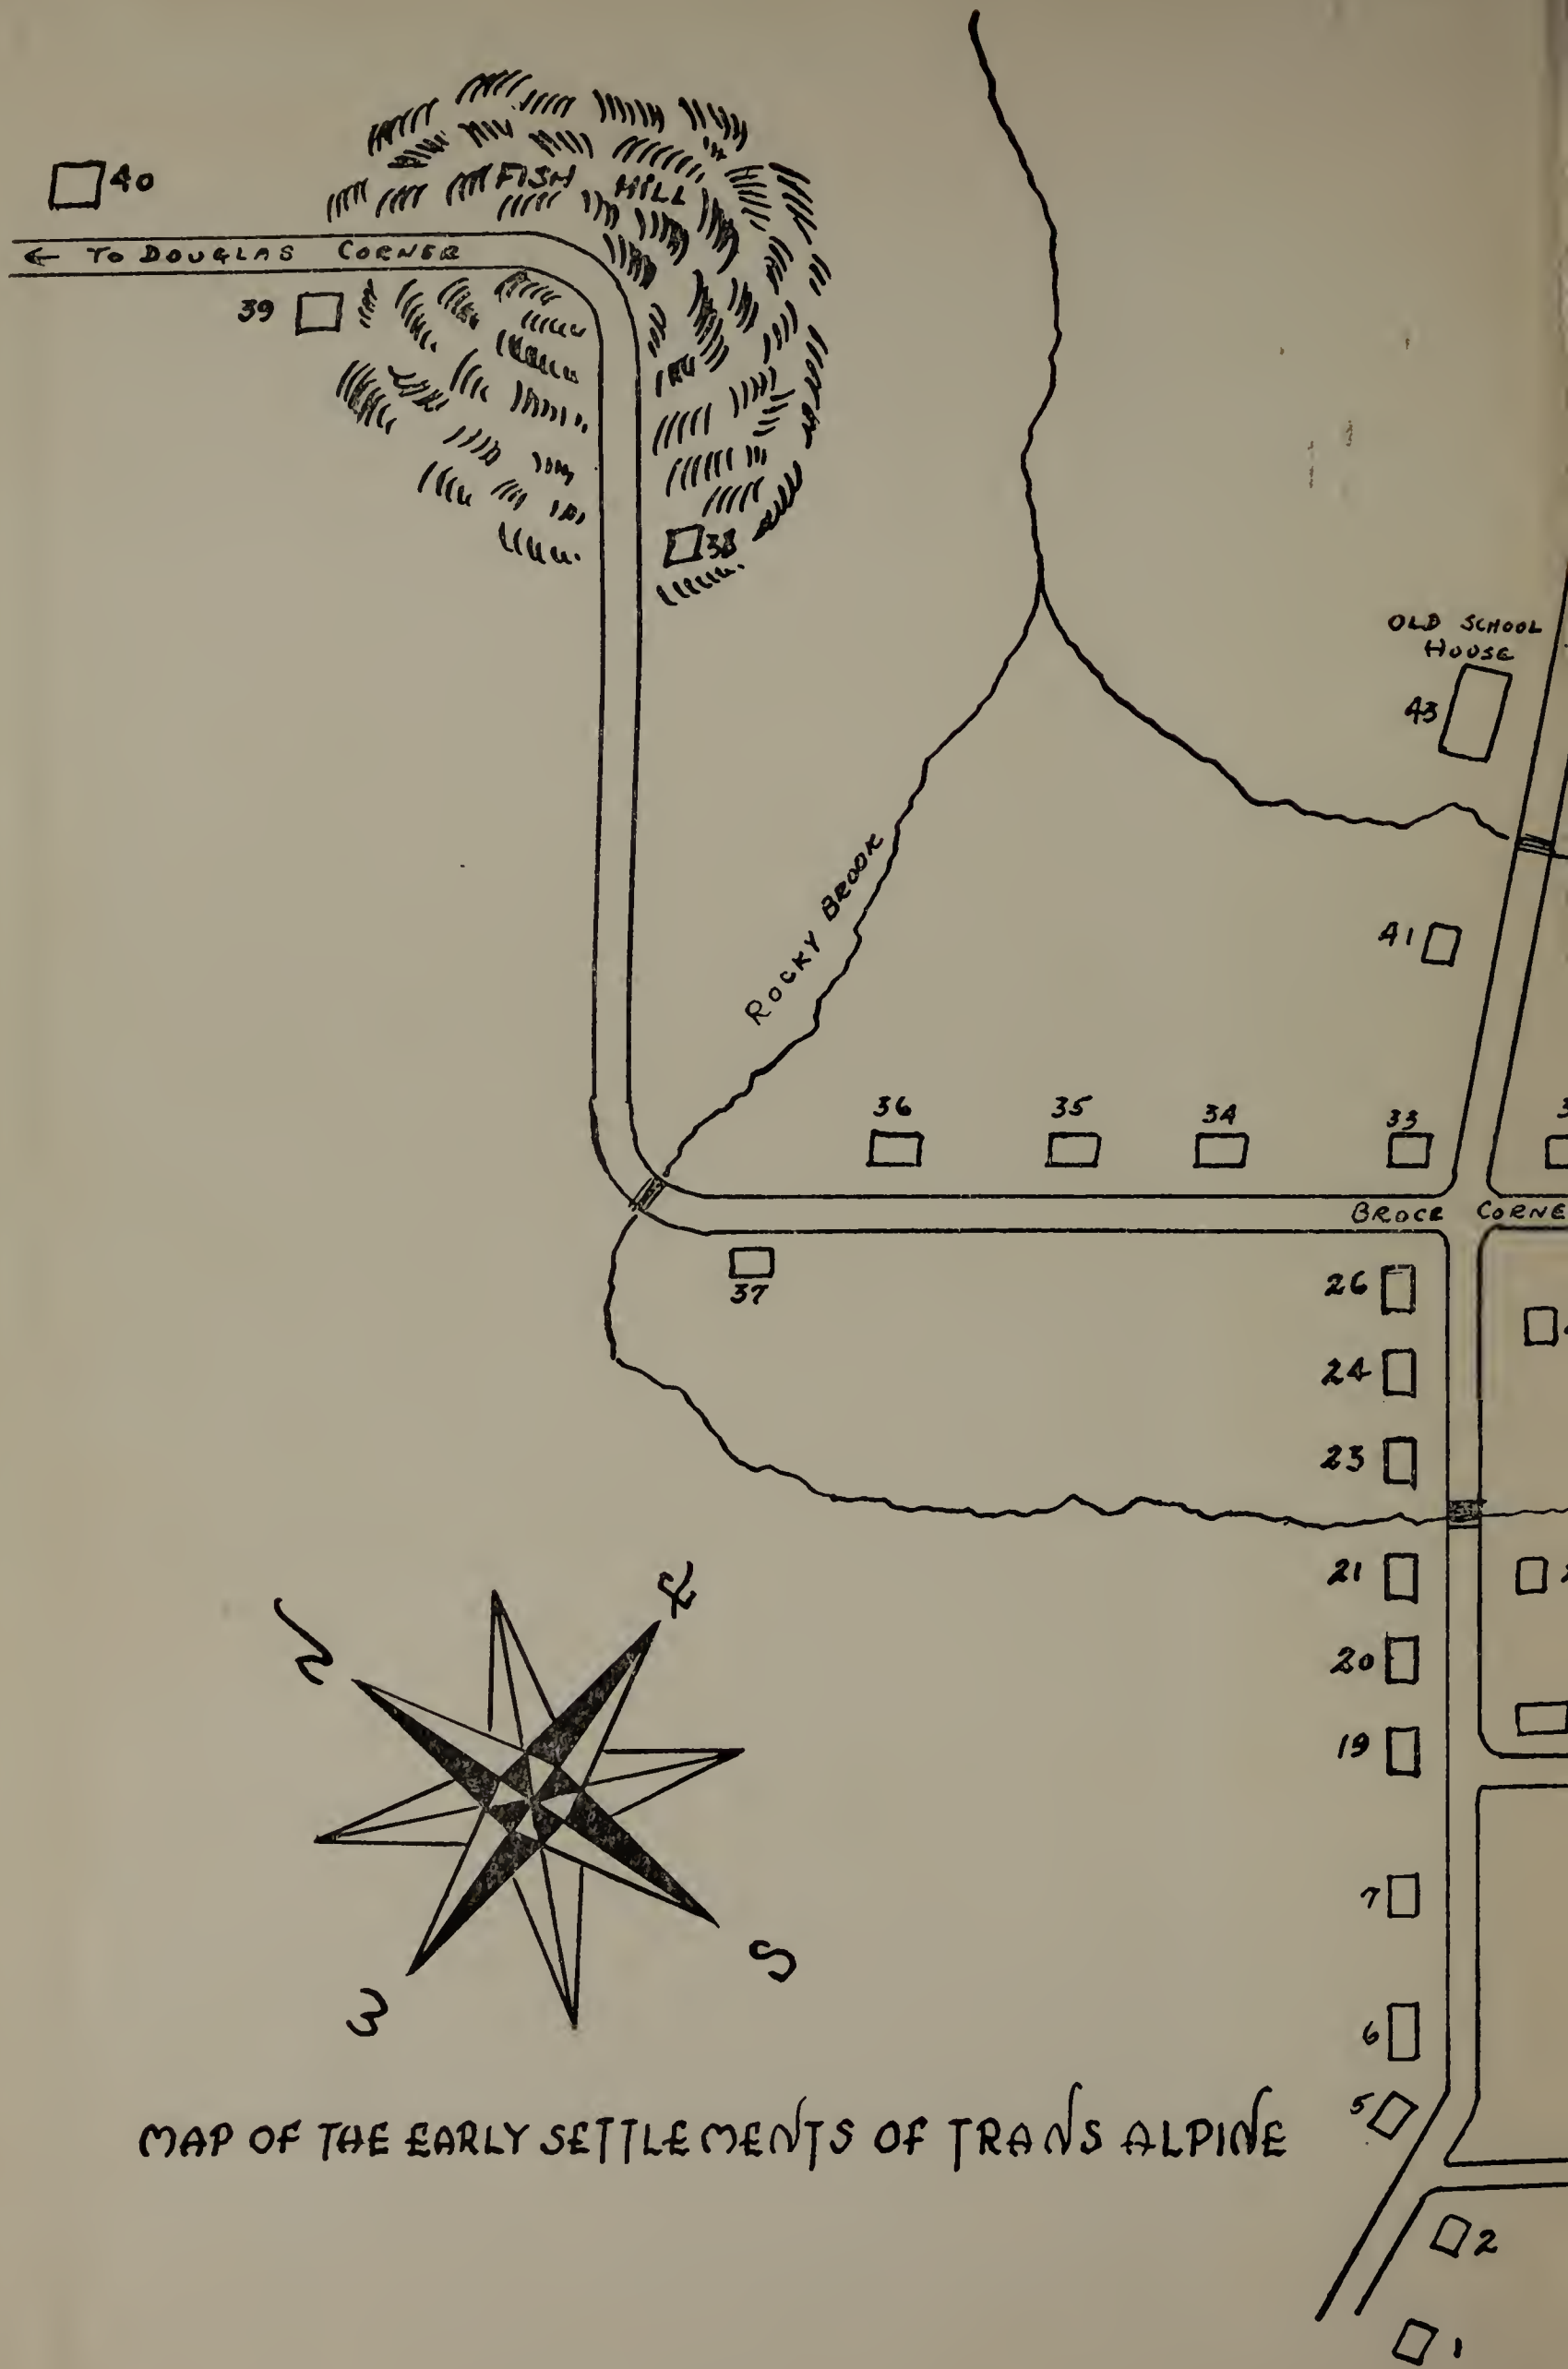 40
FISH HILL
← TO DOUGLAS CORNER
39
38
OLD SCHOOL
HOUSE
43
ROCKY BROOK
41
36
35
34
33
BROCE CORNE
37
26
24
23
21
20
19
N
E
S
W
7
6
5
MAP OF THE EARLY SETTLEMENTS OF TRANS ALPINE
2
1